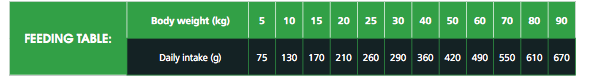 FEEDING TABLE:
Body weight (kg) 5 10 15 20 25 30 40 50 60 70 80 90
Daily intake (g) 75 130 170 210 260 290 360 420 490 550 610 670